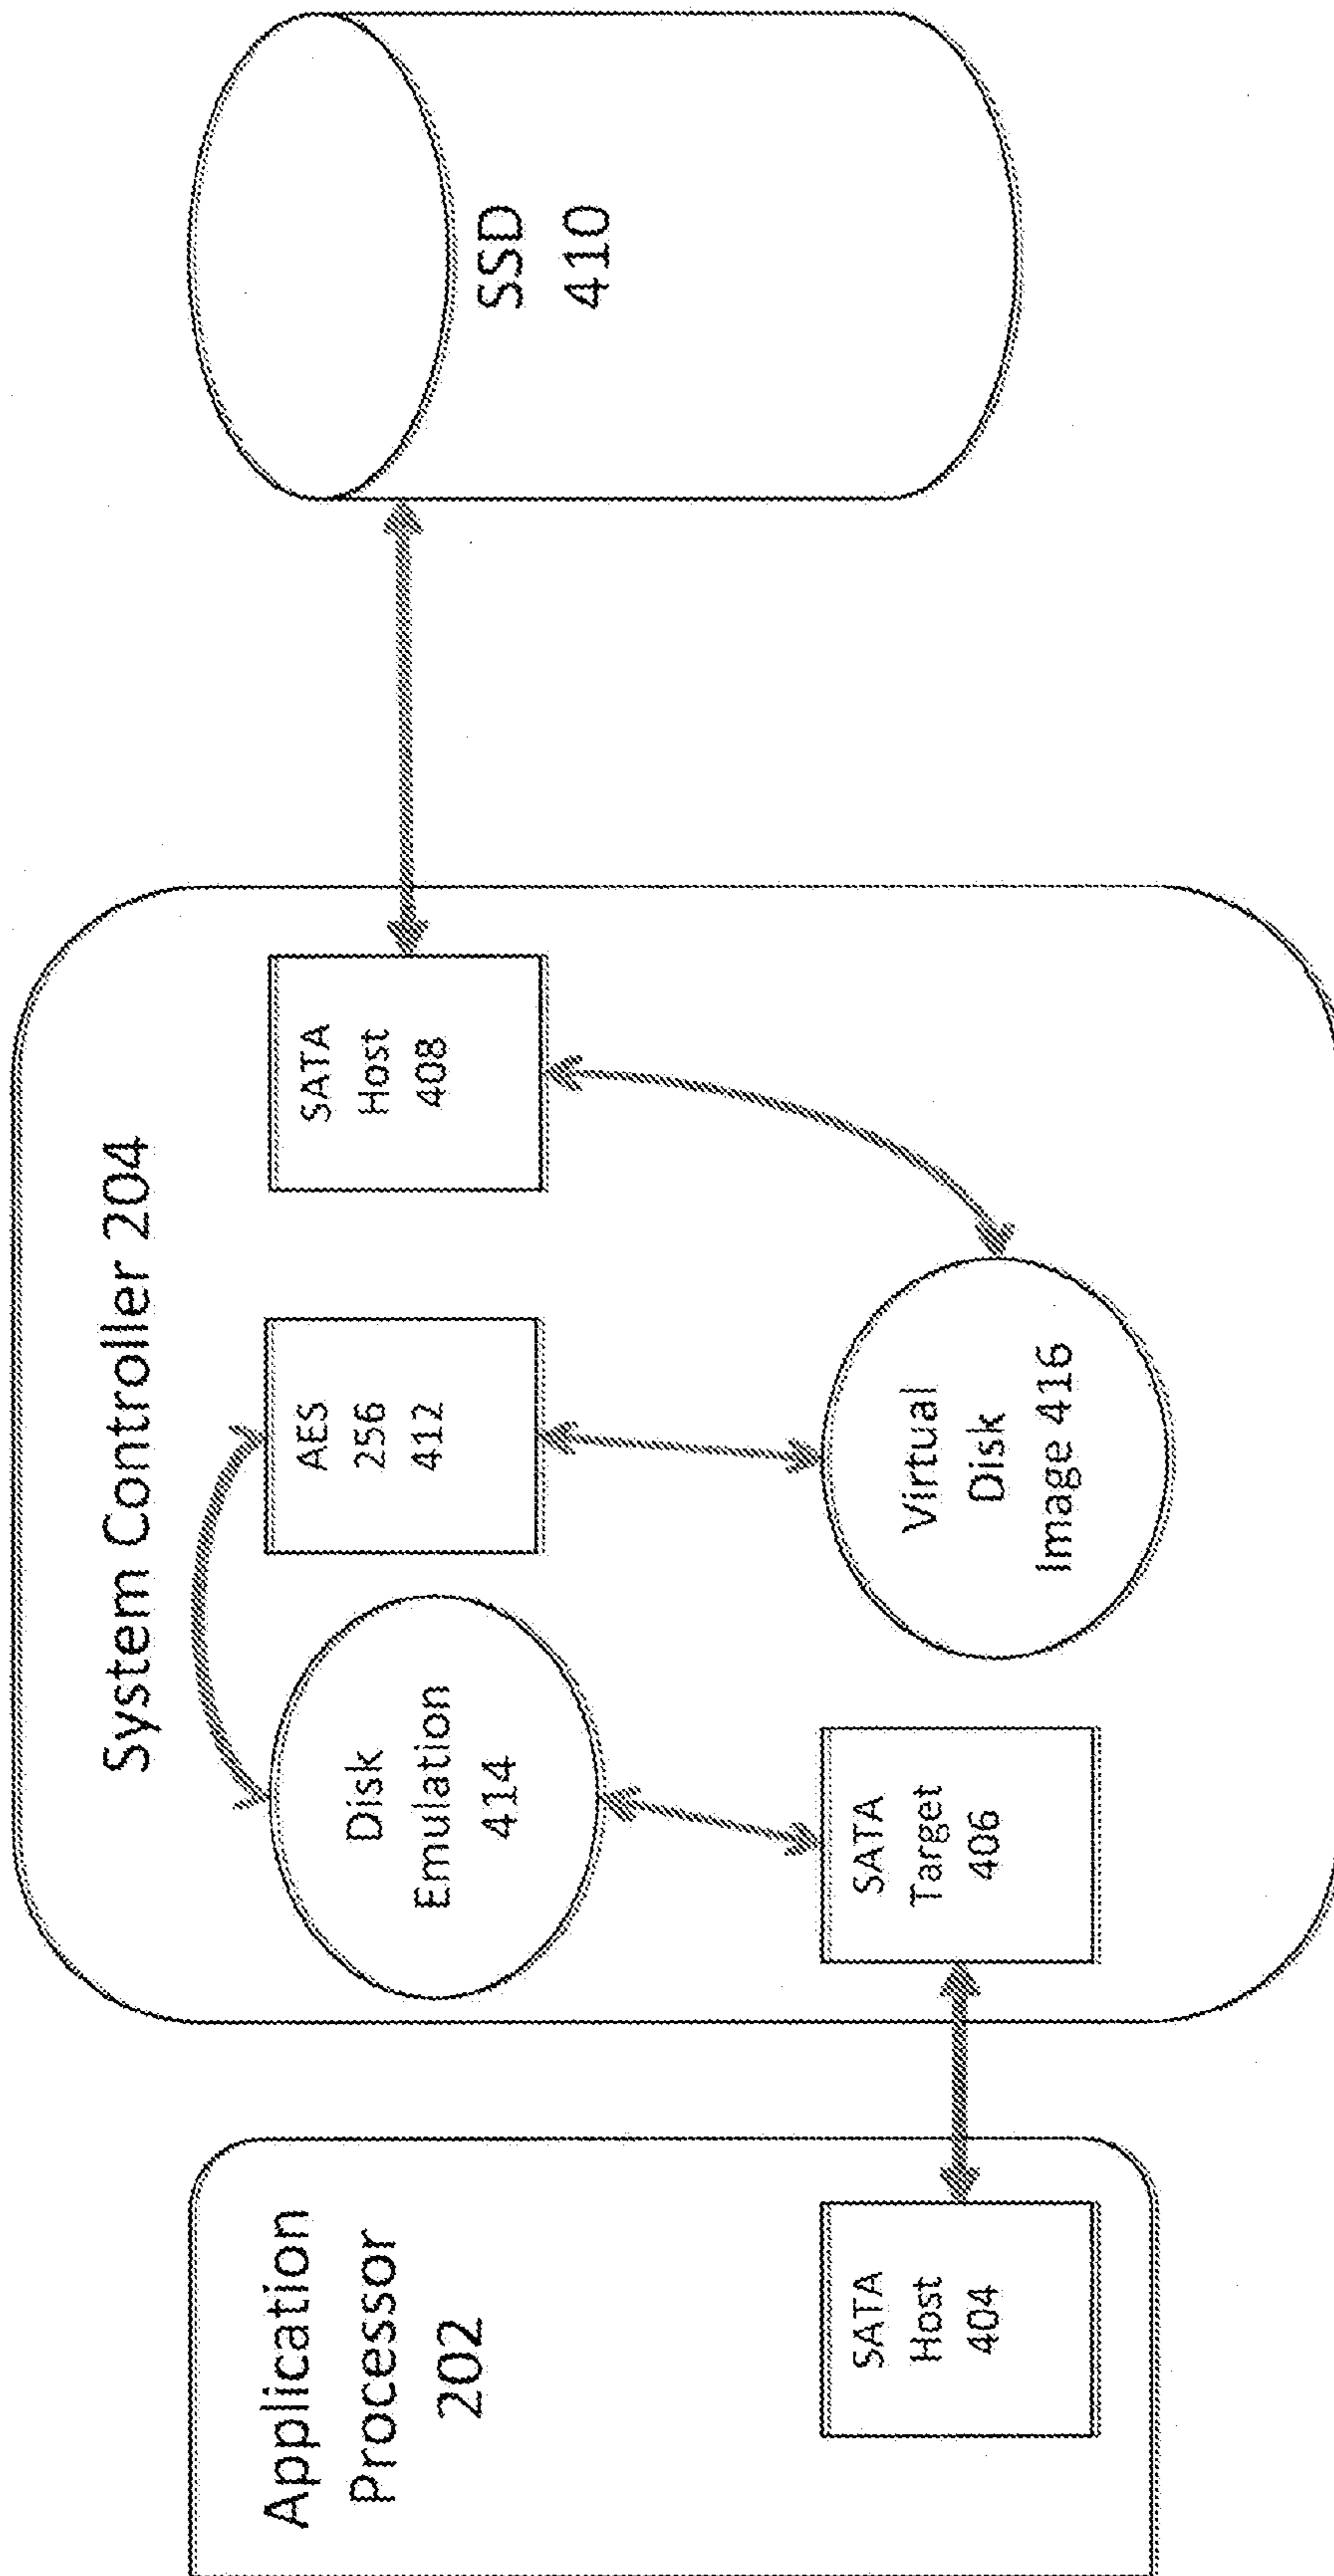 Application
Processor
202
SATA
Host
404
System Controller 204
Disk
Emulation
414
SATA
Target
406
AES
256
412
Virtual
Disk
Image 416
SATA
Host
408
SSD
410